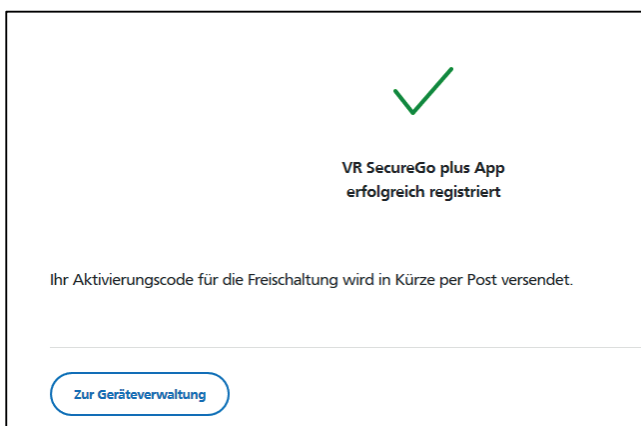 VR SecureGo plus App
erfolgreich registriert
Ihr Aktivierungscode für die Freischaltung wird in Kürze per Post versendet.
Zur Geräteverwaltung